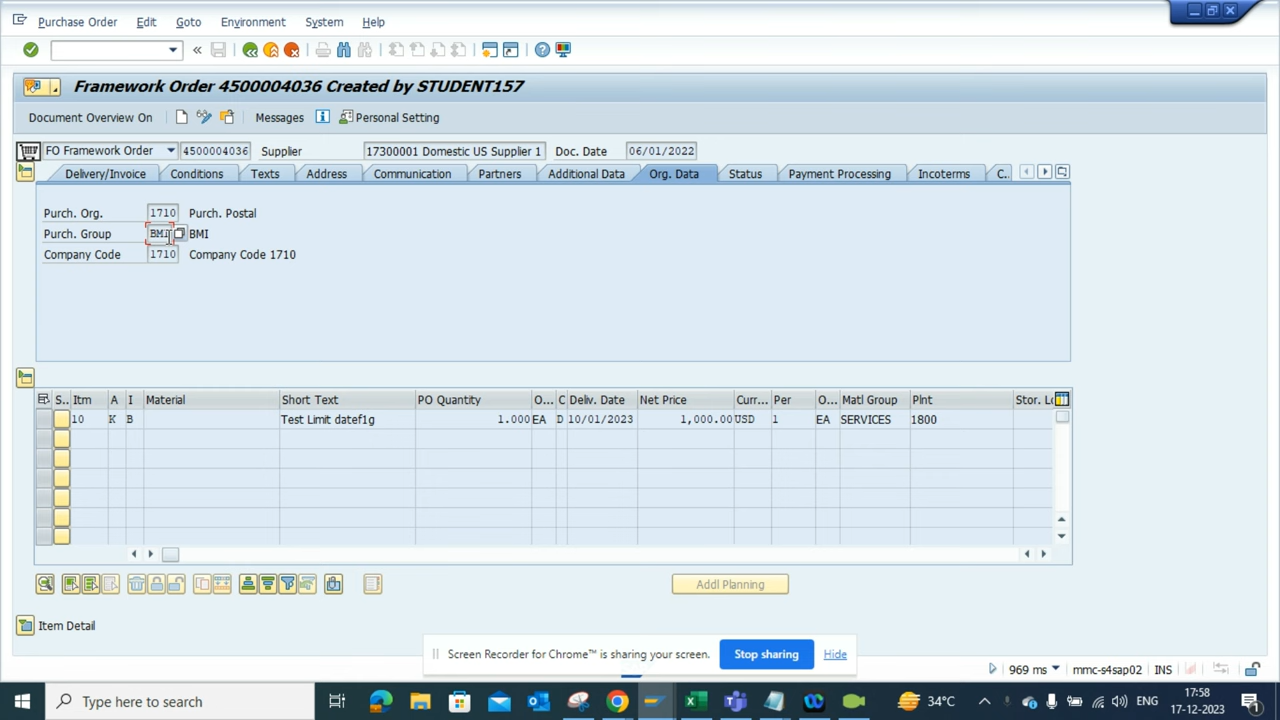 Purchase Order Edit Goto Environment System Help
Framework Order 4500004036 Created by STUDENT157
Document Overview On Messages Personal Setting
FO Framework Order 4500004036 Supplier 17300001 Domestic US Supplier 1 Doc. Date 06/01/2022
Delivery/Invoice Conditions Texts Address Communication Partners Additional Data Org. Data Status Payment Processing Incoterms C..
Purch. Org. 1710 Purch. Postal
Purch. Group BMI BMI
Company Code 1710 Company Code 1710
S.. Itm A I Material Short Text PO Quantity O... C Deliv. Date Net Price Curr... Per O... Matl Group Plnt Stor. Lo
10 K B Test Limit datef1g 1.000 EA D 10/01/2023 1,000.00 USD 1 EA SERVICES 1800
Addl Planning
Item Detail
Screen Recorder for Chrome™ is sharing your screen. Stop sharing Hide
969 ms mmc-s4sap02 INS
Type here to search 34°C ENG 17:58
17-12-2023 1